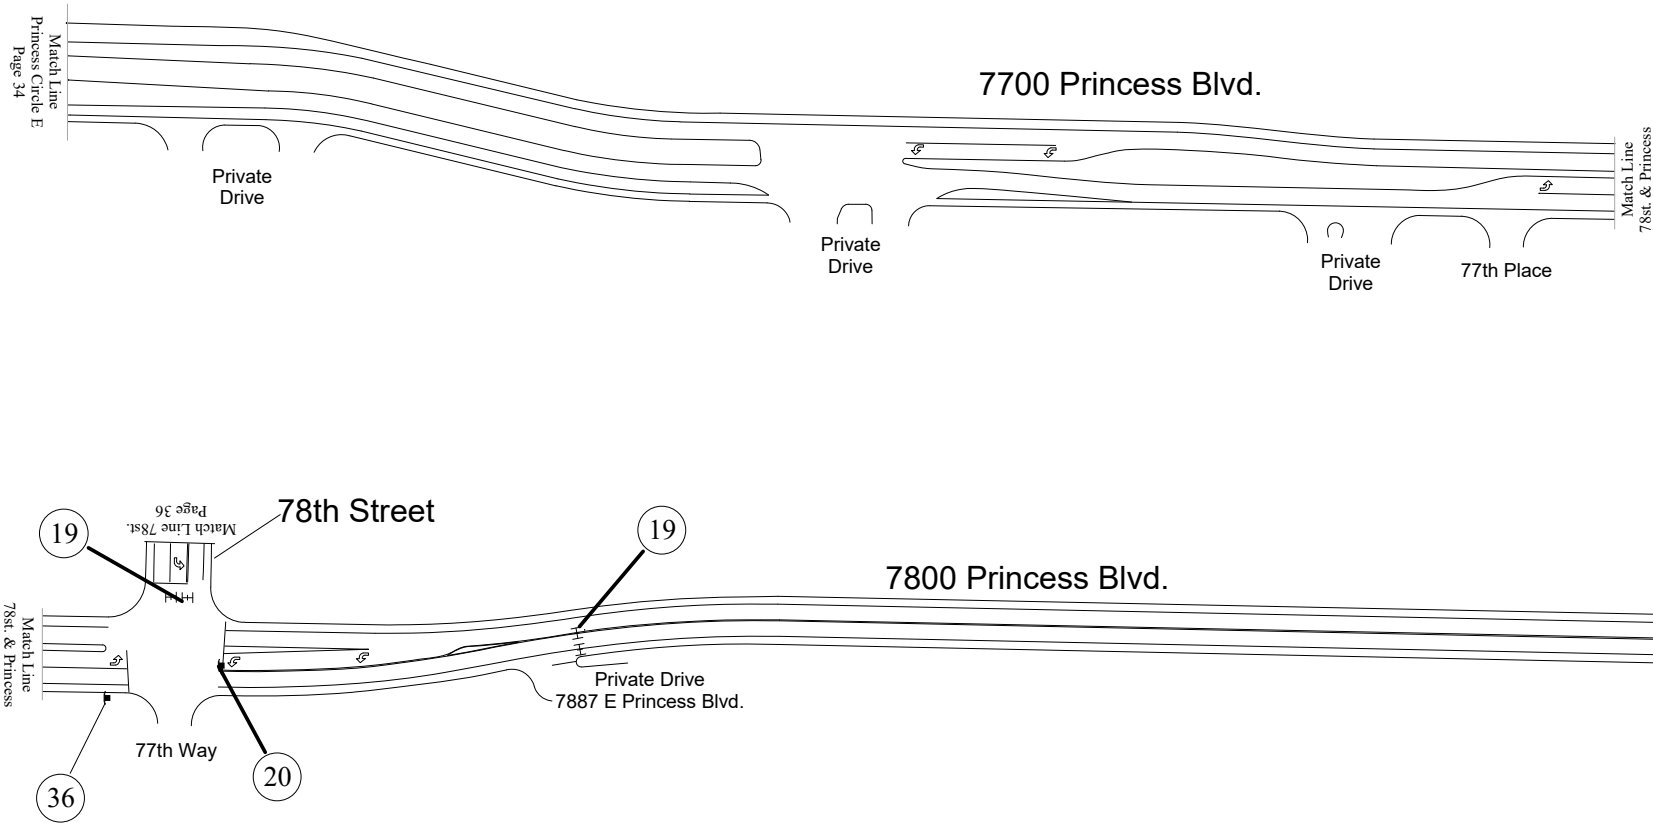 Match Line
Princess Circle E
Page 34
7700 Princess Blvd.
Match Line
78st. & Princess
Private
Drive
Private
Drive
Private
Drive
77th Place
Match Line 78st.
Page 36
78th Street
19
19
7800 Princess Blvd.
Match Line
78st. & Princess
Private Drive
7887 E Princess Blvd.
77th Way
20
36